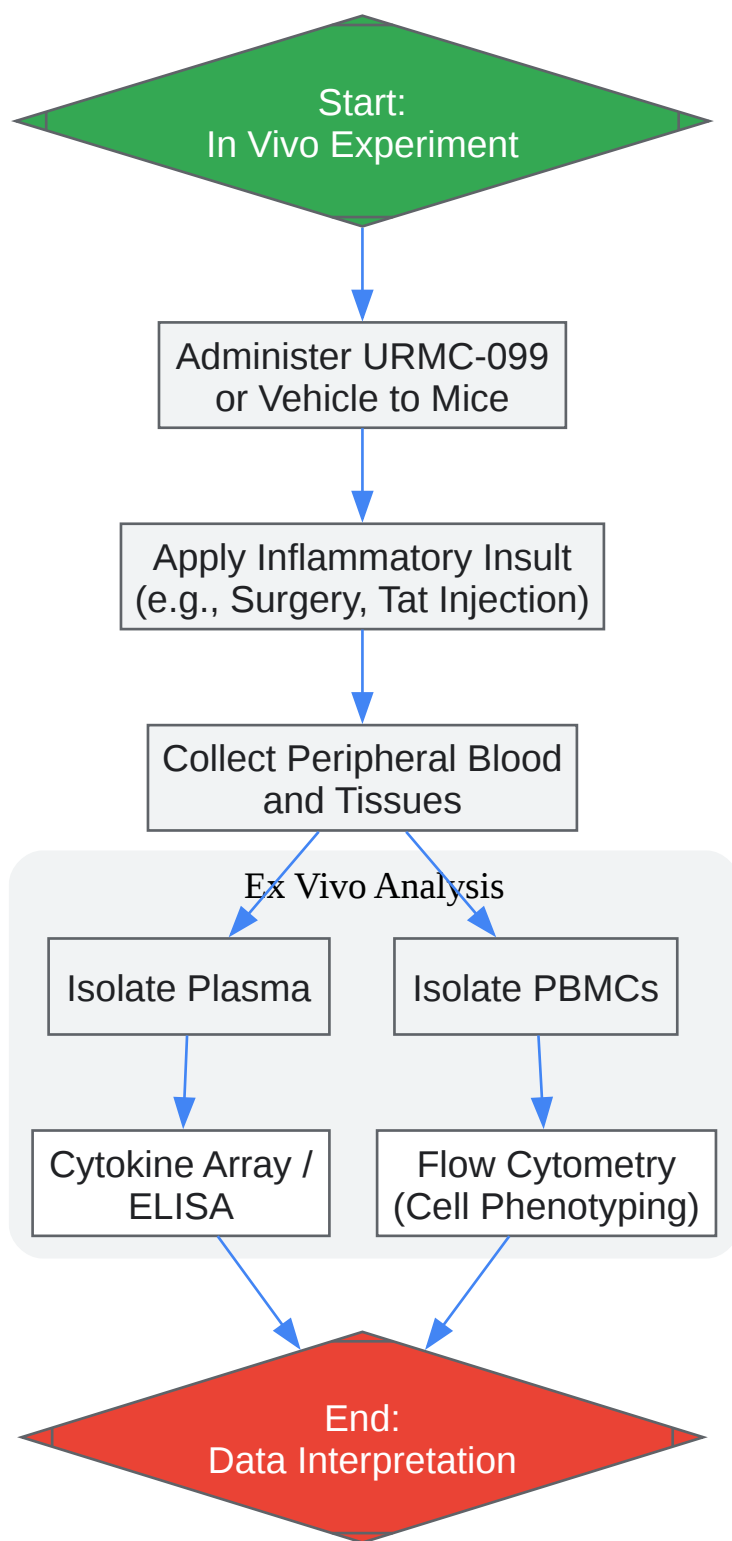 Start:
In Vivo Experiment
Administer URMC-099
or Vehicle to Mice
Apply Inflammatory Insult
(e.g., Surgery, Tat Injection)
Collect Peripheral Blood
and Tissues
Ex Vivo Analysis
Isolate Plasma
Isolate PBMCs
Cytokine Array /
ELISA
Flow Cytometry
(Cell Phenotyping)
End:
Data Interpretation